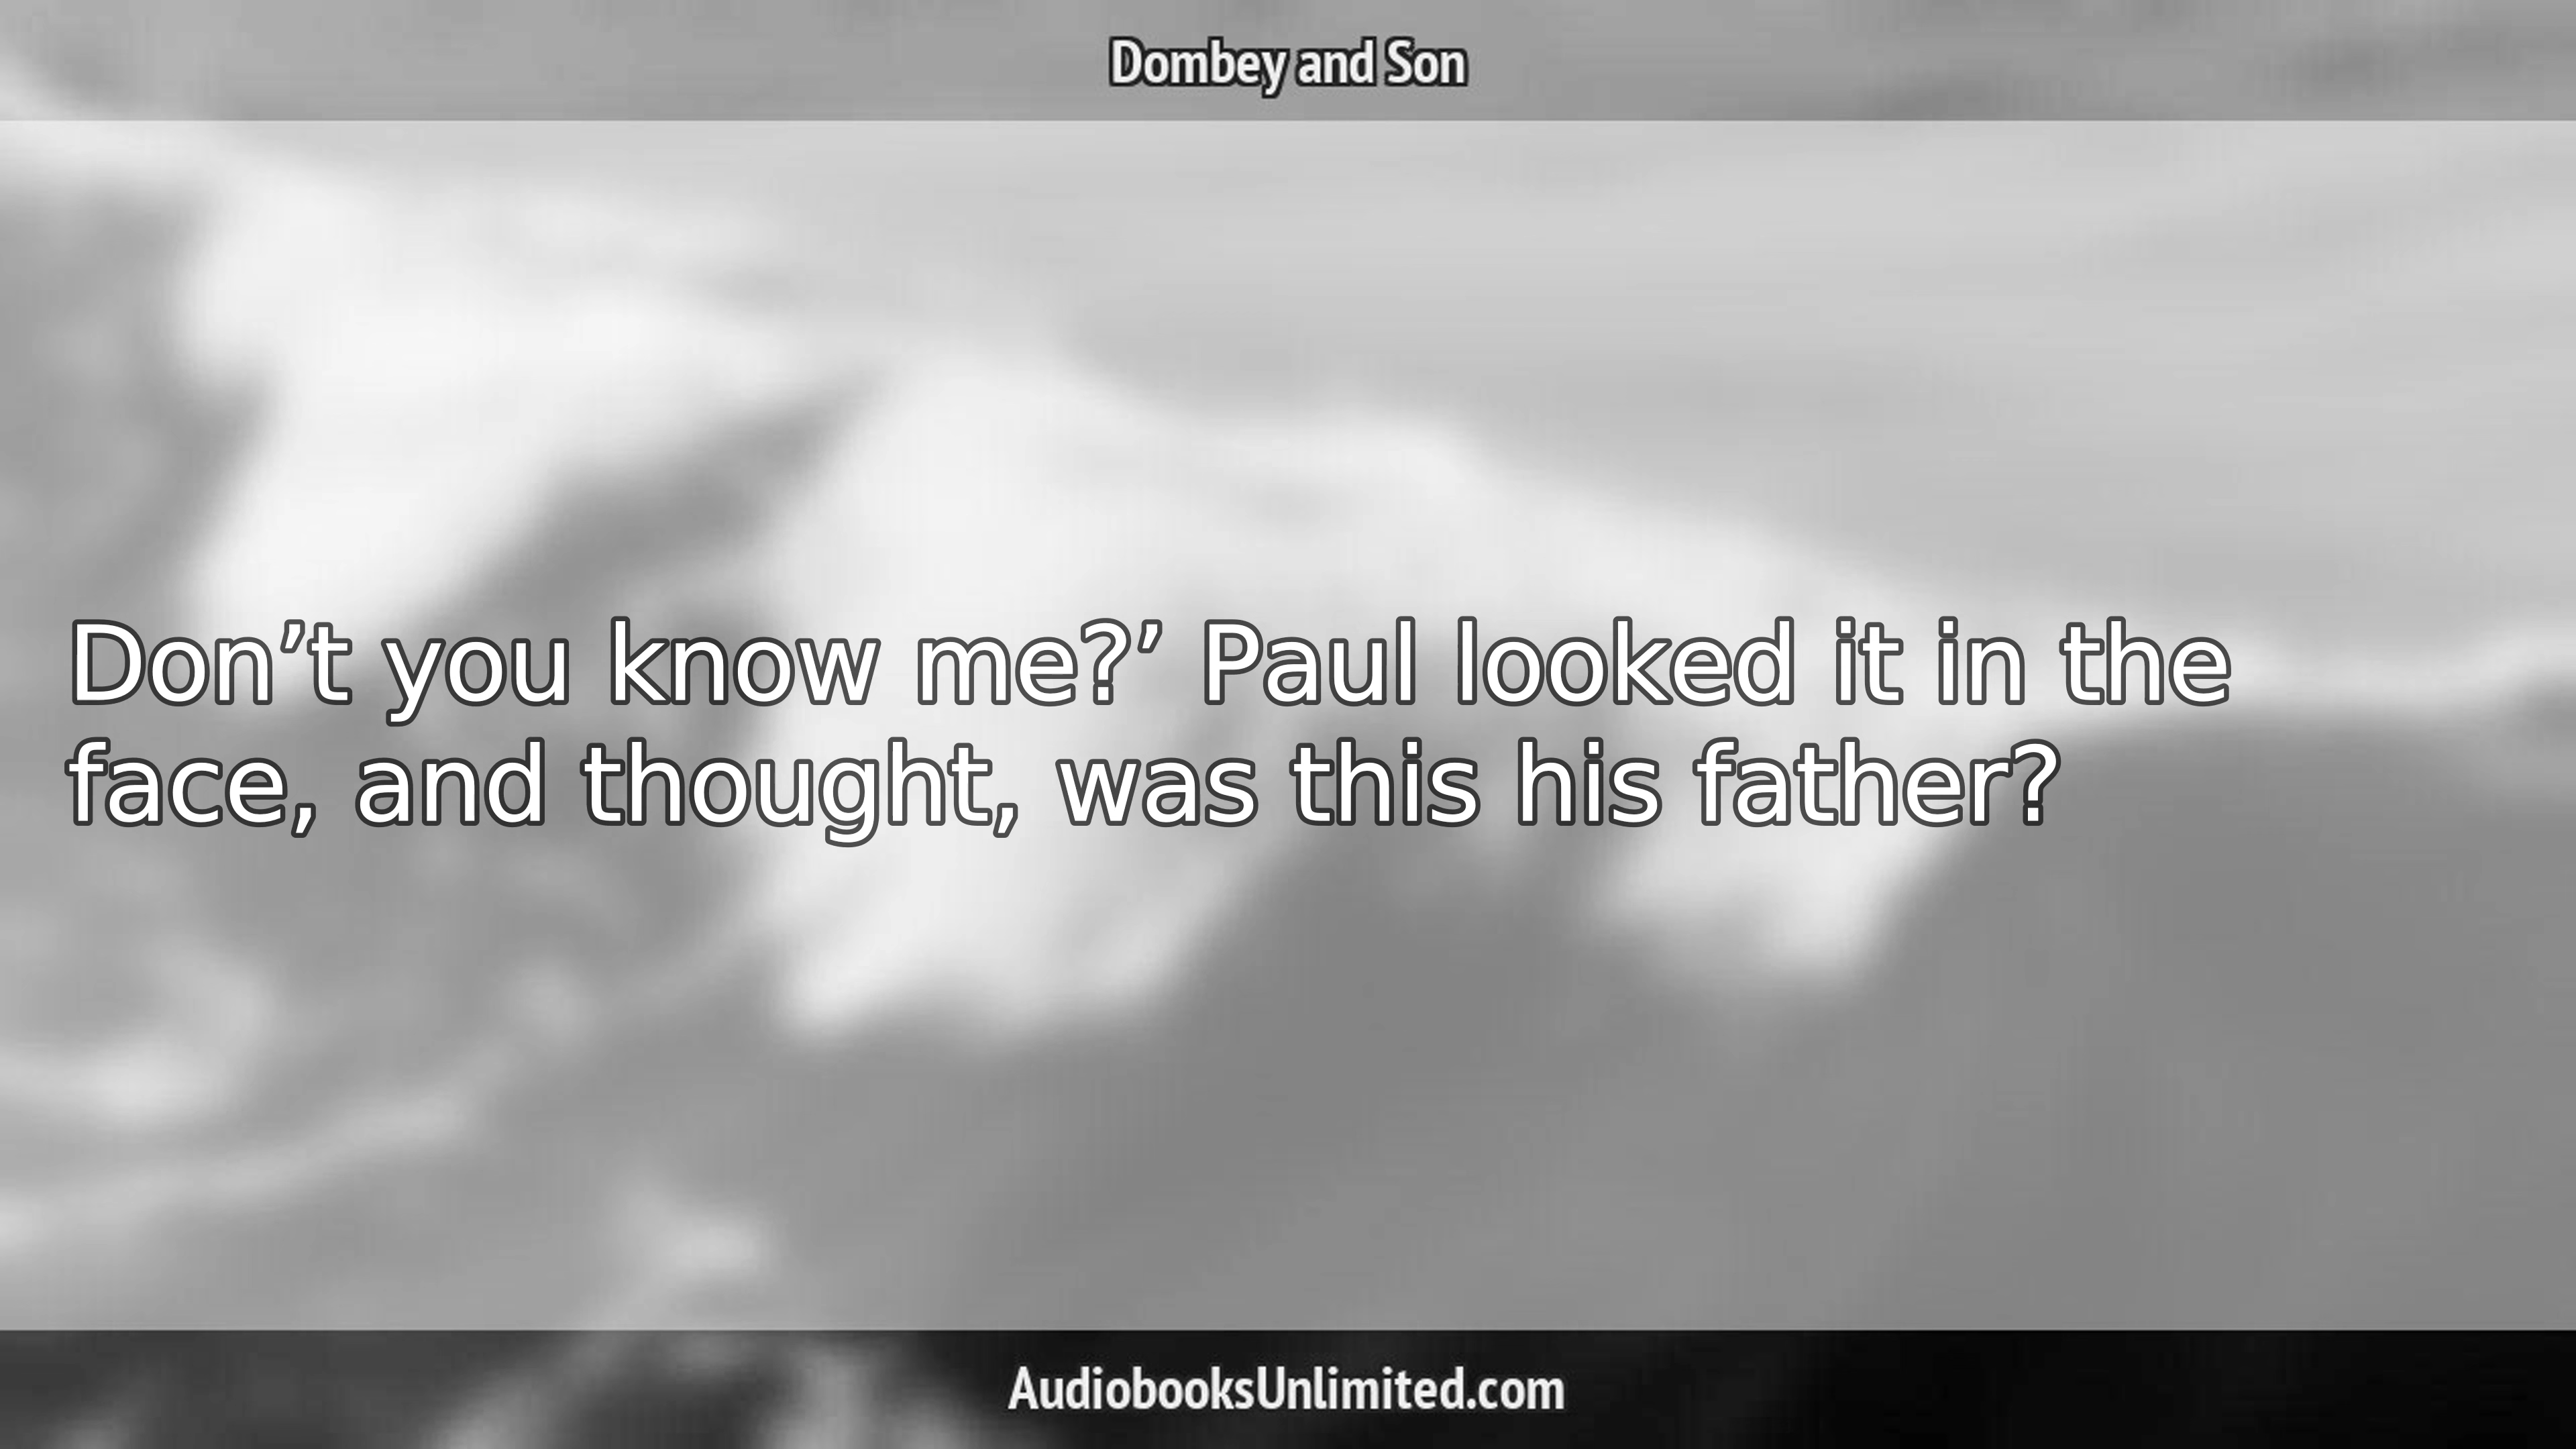 Dombey and Son
Don’t you know me?’ Paul looked it in the
face, and thought, was this his father?
AudiobooksUnlimited.com